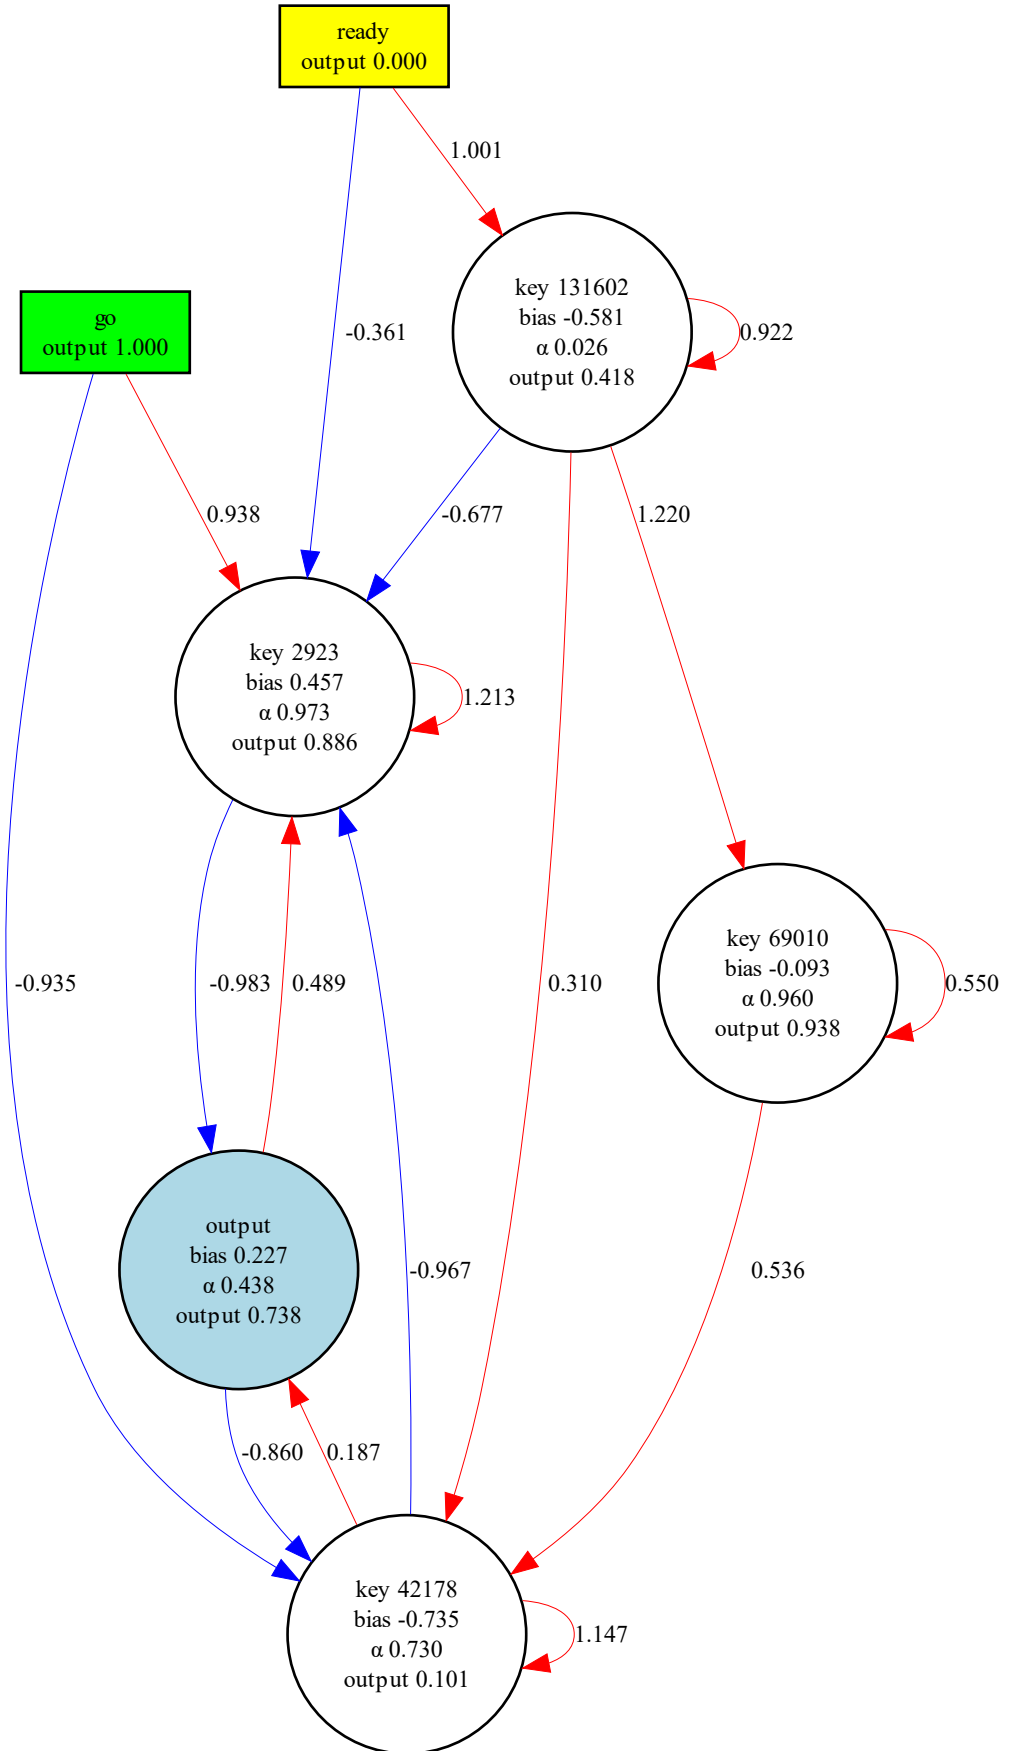 ready
output 0.000
1.001
key 131602
bias -0.581
α 0.026
output 0.418
0.922
go
output 1.000
-0.361
0.938
-0.677
1.220
key 2923
bias 0.457
α 0.973
output 0.886
1.213
key 69010
bias -0.093
α 0.960
output 0.938
0.550
-0.935
-0.983
0.489
0.310
output
bias 0.227
α 0.438
output 0.738
-0.967
0.536
-0.860
0.187
key 42178
bias -0.735
α 0.730
output 0.101
1.147